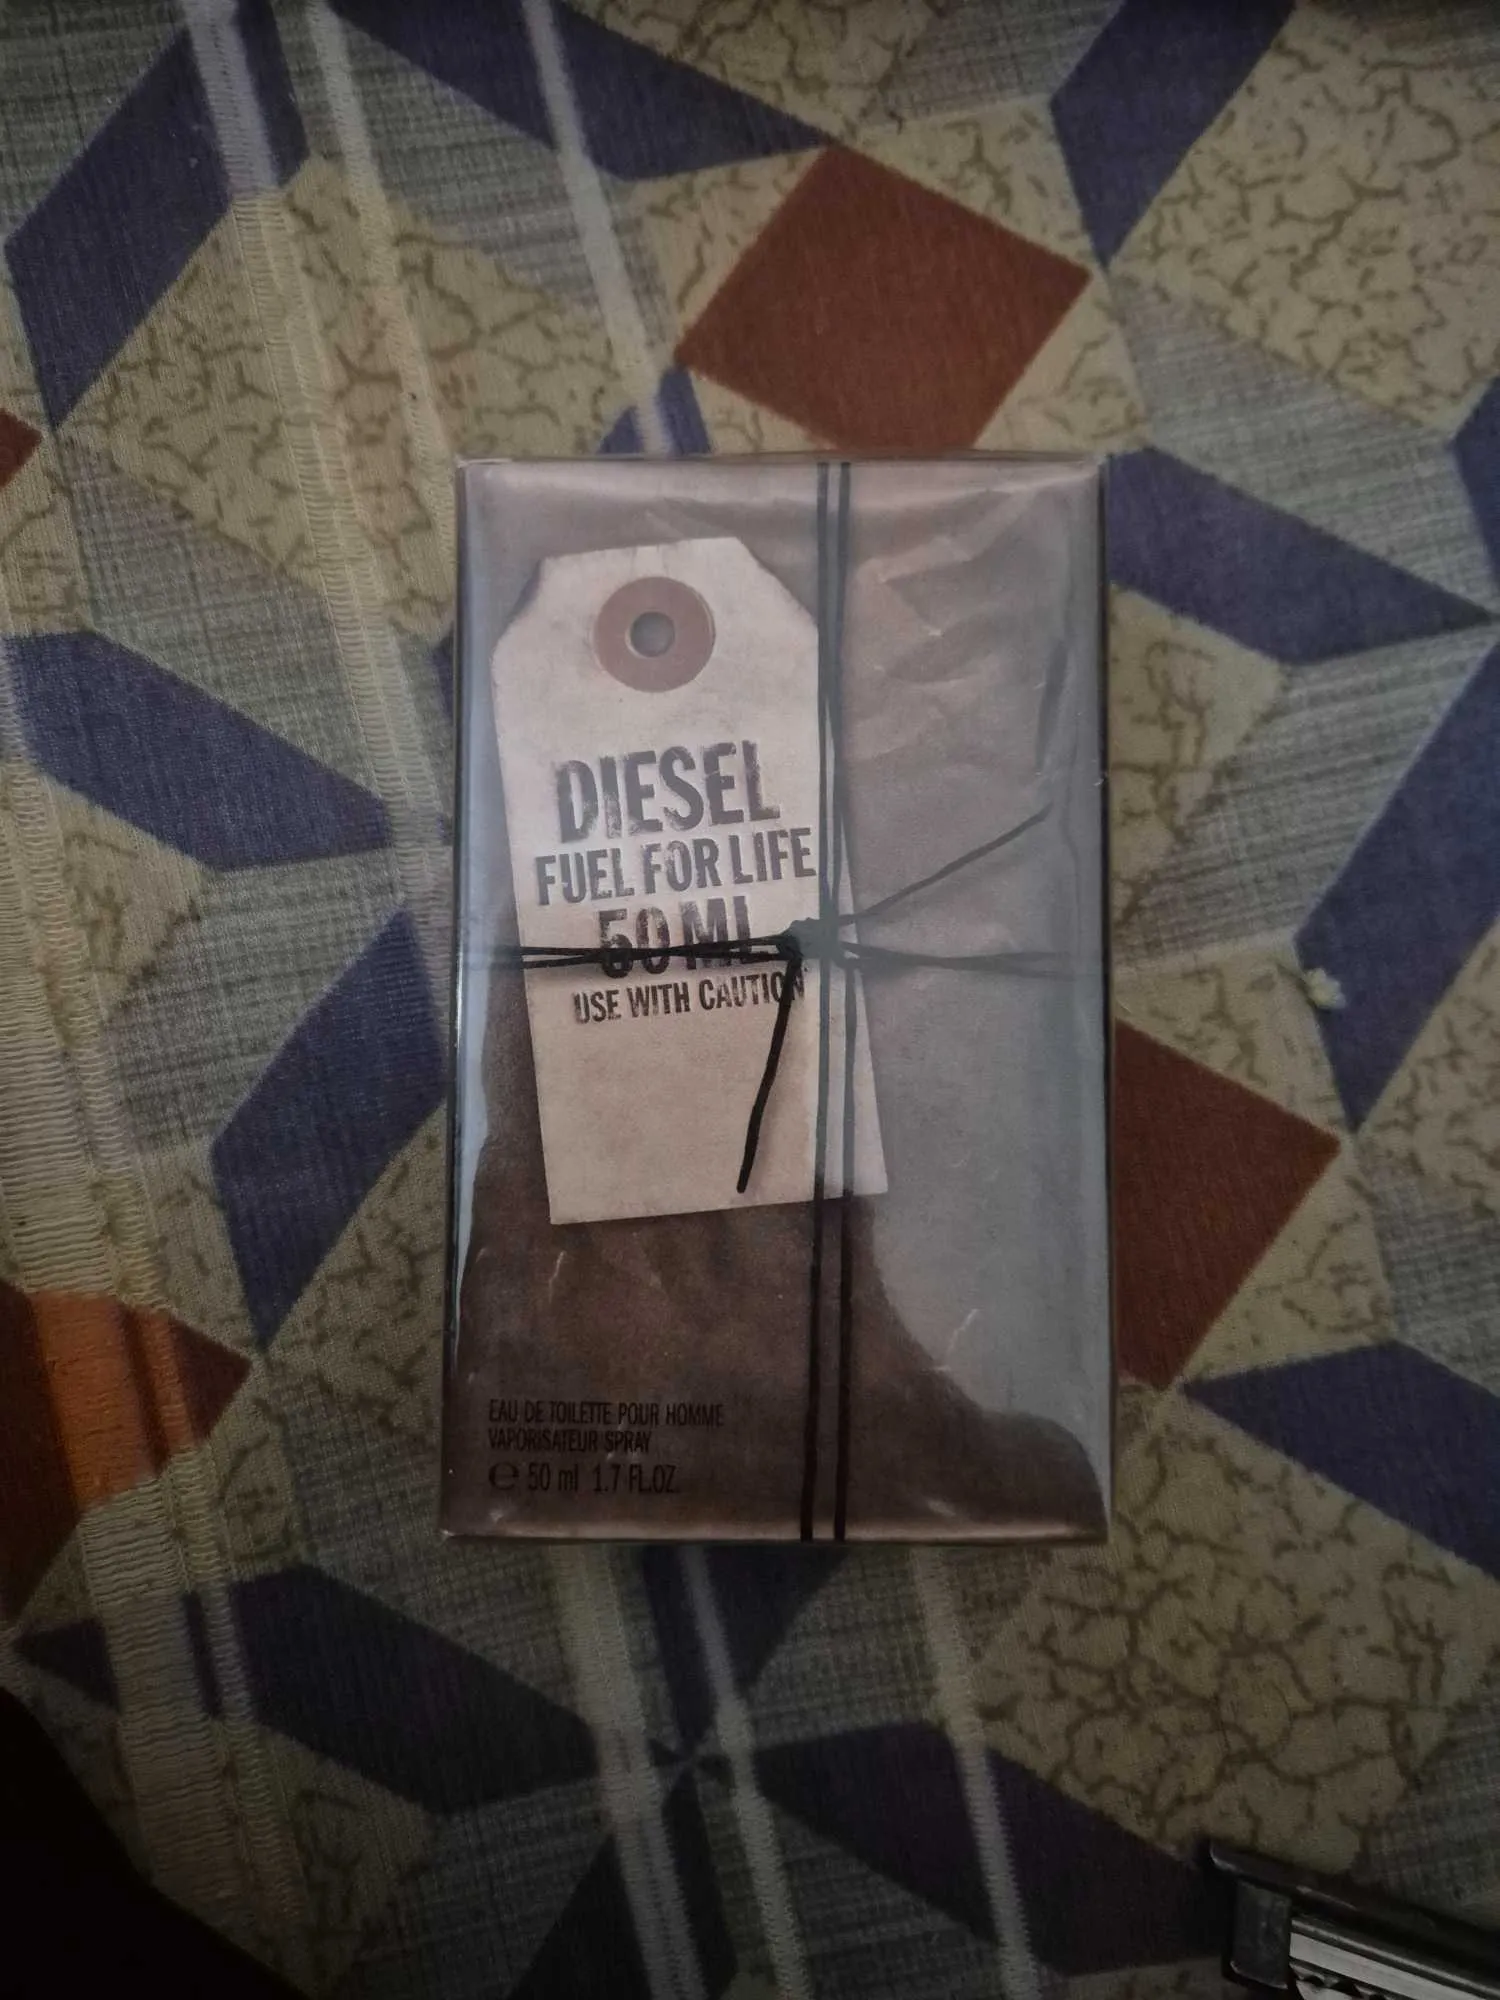 DIESEL
FUEL FOR LIFE
50 ML
USE WITH CAUTION
EAU DE TOILETTE POUR HOMME
VAPORISATEUR SPRAY
℮ 50 ml 1.7 FL.OZ.